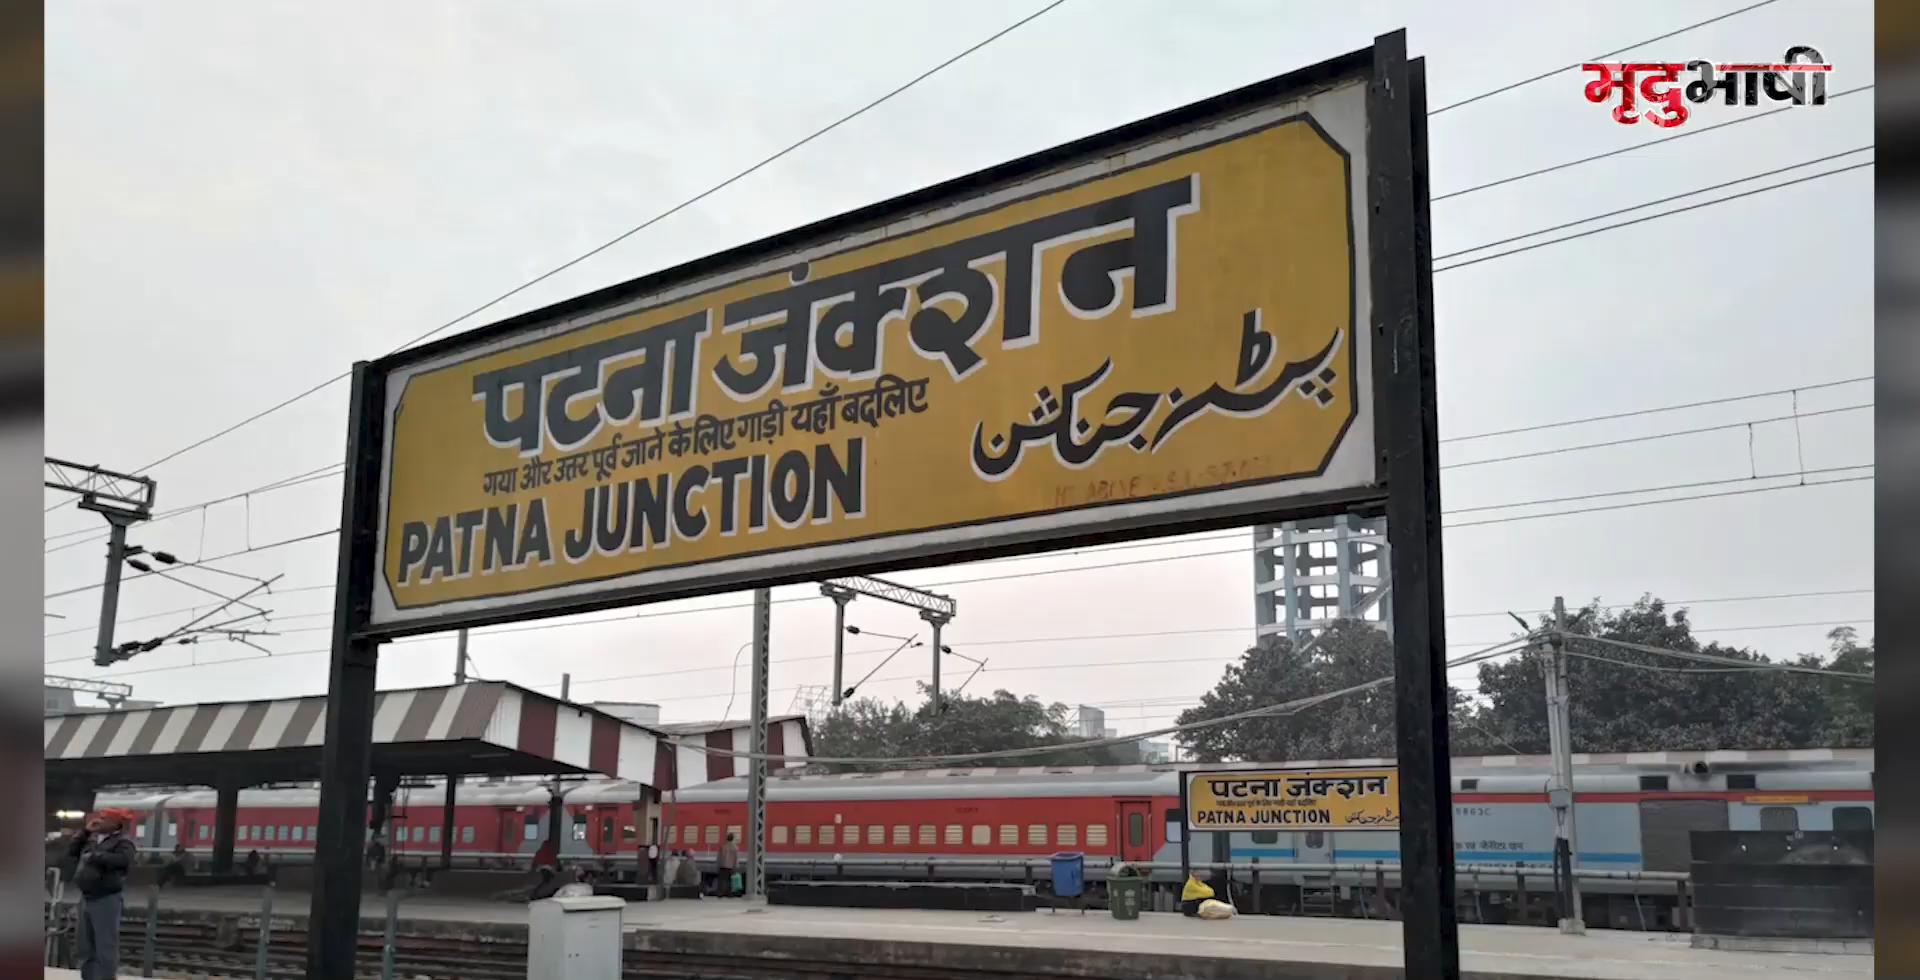 मृदुभाषी
पटना जंक्शन
गया और उत्तर पूर्व जाने के लिए गाड़ी यहाँ बदलिए
PATNA JUNCTION
پٹنہ جنکشن
पटना जंक्शन
PATNA JUNCTION